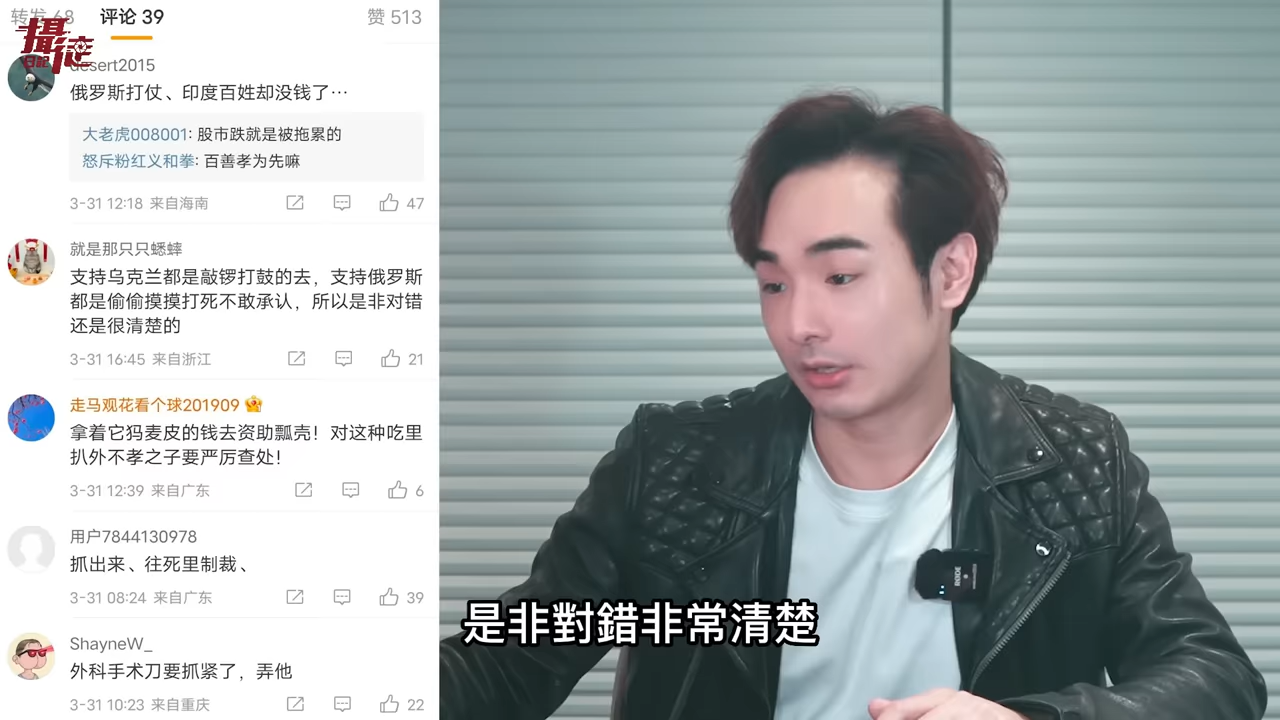 转发 68 评论 39 赞 513
撮徒
日記
desert2015
俄罗斯打仗、印度百姓却没钱了…
大老虎008001: 股市跌就是被拖累的
怒斥粉红义和拳: 百善孝为先嘛
3-31 12:18 来自海南 47
就是那只只蟋蟀
支持乌克兰都是敲锣打鼓的去，支持俄罗斯
都是偷偷摸摸打死不敢承认，所以是非对错
还是很清楚的
3-31 16:45 来自浙江 21
走马观花看个球201909
拿着它犸麦皮的钱去资助瓢壳！对这种吃里
扒外不孝之子要严厉查处！
3-31 12:39 来自广东 6
用户7844130978
抓出来、往死里制裁、
3-31 08:24 来自广东 39
ShayneW_
外科手术刀要抓紧了，弄他
3-31 10:23 来自重庆 22
RØDE
是非對錯非常清楚